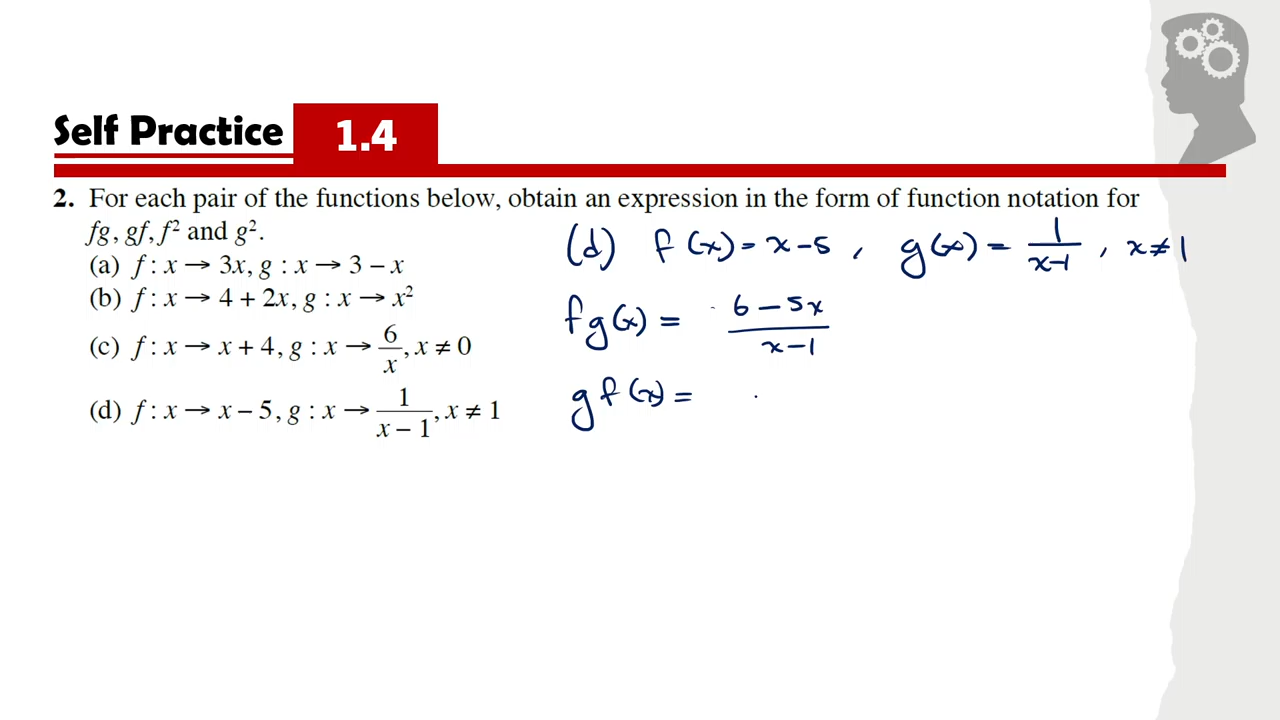 Self Practice 1.4
2. For each pair of the functions below, obtain an expression in the form of function notation for
fg, gf, f² and g².
(a) f : x → 3x, g : x → 3 – x
(b) f : x → 4 + 2x, g : x → x²
(c) f : x → x + 4, g : x → 6/x, x ≠ 0
(d) f : x → x – 5, g : x → 1/(x – 1), x ≠ 1
(d) f(x) = x – 5, g(x) = 1/(x–1), x ≠ 1
fg(x) = (6 – 5x)/(x – 1)
gf(x) =